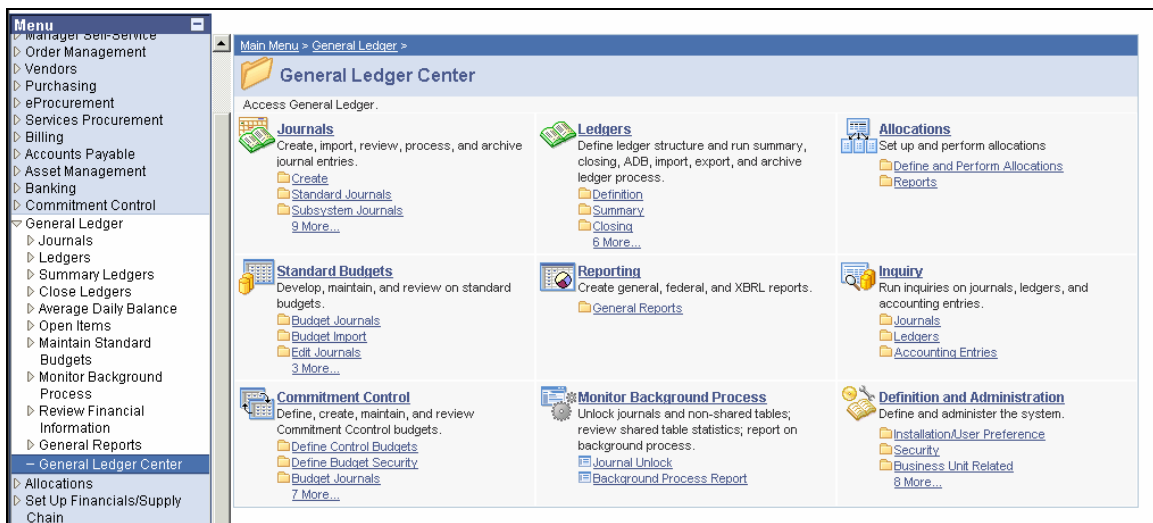 Menu
Manager Self-Service
Order Management
Vendors
Purchasing
eProcurement
Services Procurement
Billing
Accounts Payable
Asset Management
Banking
Commitment Control
General Ledger
Journals
Ledgers
Summary Ledgers
Close Ledgers
Average Daily Balance
Open Items
Maintain Standard
Budgets
Monitor Background
Process
Review Financial
Information
General Reports
General Ledger Center
Allocations
Set Up Financials/Supply
Chain
Main Menu > General Ledger >
General Ledger Center
Access General Ledger.
Journals
Create, import, review, process, and archive
journal entries.
Create
Standard Journals
Subsystem Journals
9 More...
Ledgers
Define ledger structure and run summary,
closing, ADB, import, export, and archive
ledger process.
Definition
Summary
Closing
6 More...
Allocations
Set up and perform allocations
Define and Perform Allocations
Reports
Standard Budgets
Develop, maintain, and review on standard
budgets.
Budget Journals
Budget Import
Edit Journals
3 More...
Reporting
Create general, federal, and XBRL reports.
General Reports
Inquiry
Run inquiries on journals, ledgers, and
accounting entries.
Journals
Ledgers
Accounting Entries
Commitment Control
Define, create, maintain, and review
Commitment Ccontrol budgets.
Define Control Budgets
Define Budget Security
Budget Journals
7 More...
Monitor Background Process
Unlock journals and non-shared tables;
review shared table statistics; report on
background process.
Journal Unlock
Background Process Report
Definition and Administration
Define and administer the system.
Installation/User Preference
Security
Business Unit Related
8 More...